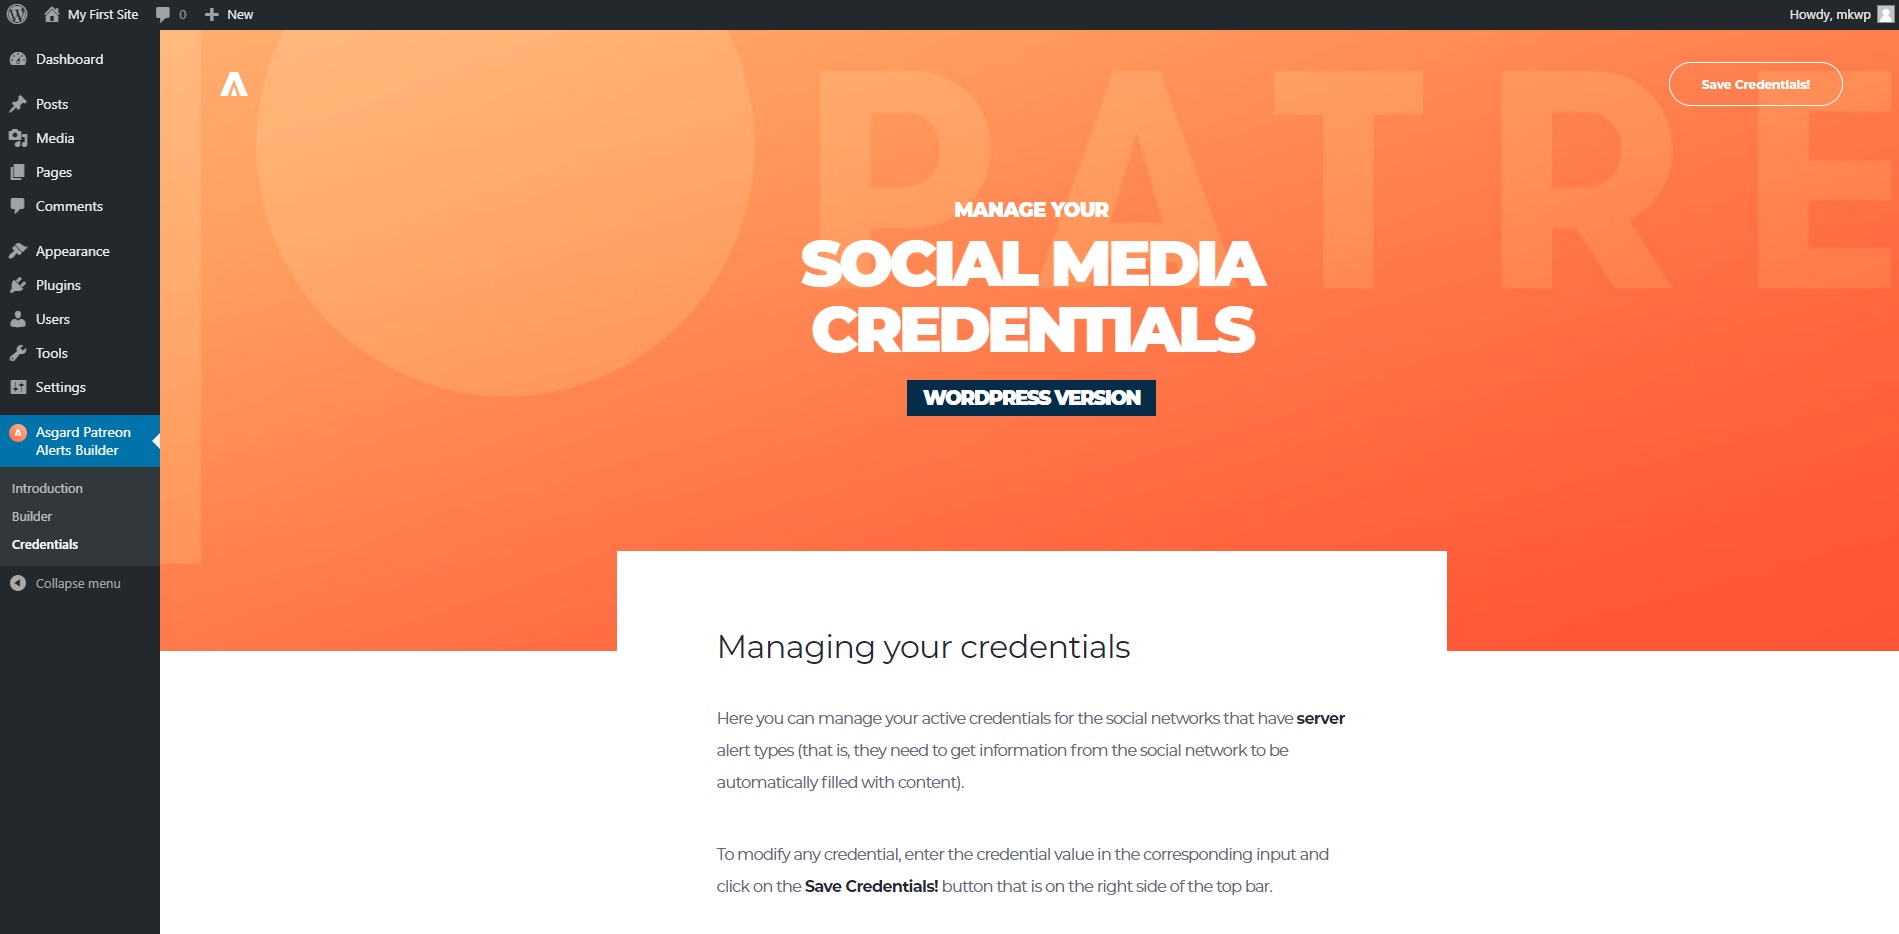 My First Site 0 New Howdy, mkwp
Dashboard
Posts
Media
Pages
Comments
Appearance
Plugins
Users
Tools
Settings
Asgard Patreon
Alerts Builder
Introduction
Builder
Credentials
Collapse menu
PATRE
Save Credentials!
MANAGE YOUR
SOCIAL MEDIA
CREDENTIALS
WORDPRESS VERSION
Managing your credentials
Here you can manage your active credentials for the social networks that have server
alert types (that is, they need to get information from the social network to be
automatically filled with content).
To modify any credential, enter the credential value in the corresponding input and
click on the Save Credentials! button that is on the right side of the top bar.